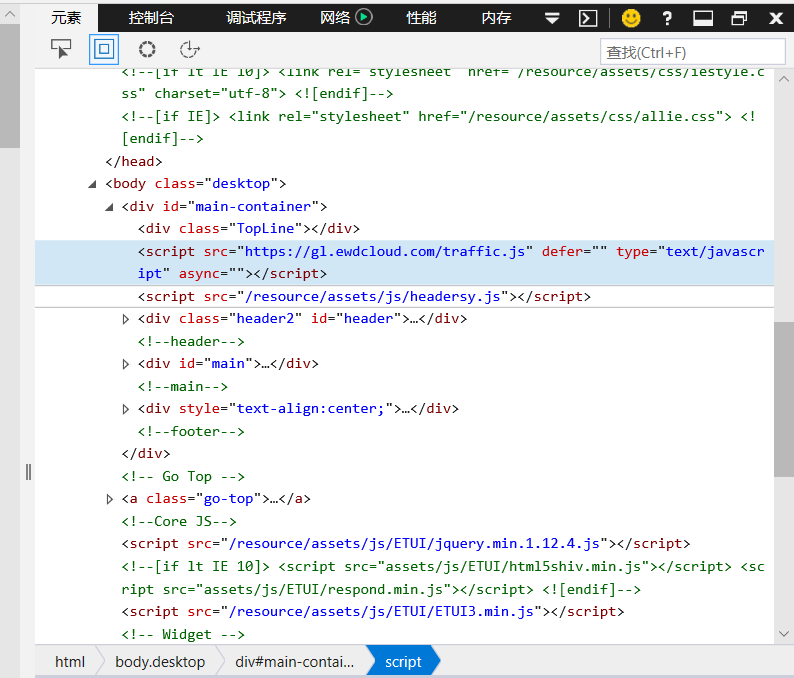 元素 控制台 调试程序 网络 性能 内存
查找(Ctrl+F)
<!--[if lt IE 10]> <link rel="stylesheet" href="/resource/assets/css/iestyle.c
ss" charset="utf-8"> <![endif]-->
<!--[if IE]> <link rel="stylesheet" href="/resource/assets/css/allie.css"> <!
[endif]-->
</head>
<body class="desktop">
<div id="main-container">
<div class="TopLine"></div>
<script src="https://gl.ewdcloud.com/traffic.js" defer="" type="text/javascr
ipt" async=""></script>
<script src="/resource/assets/js/headersy.js"></script>
<div class="header2" id="header">…</div>
<!--header-->
<div id="main">…</div>
<!--main-->
<div style="text-align:center;">…</div>
<!--footer-->
</div>
<!-- Go Top -->
<a class="go-top">…</a>
<!--Core JS-->
<script src="/resource/assets/js/ETUI/jquery.min.1.12.4.js"></script>
<!--[if lt IE 10]> <script src="assets/js/ETUI/html5shiv.min.js"></script> <sc
ript src="assets/js/ETUI/respond.min.js"></script> <![endif]-->
<script src="/resource/assets/js/ETUI/ETUI3.min.js"></script>
<!-- Widget -->
html body.desktop div#main-contai... script